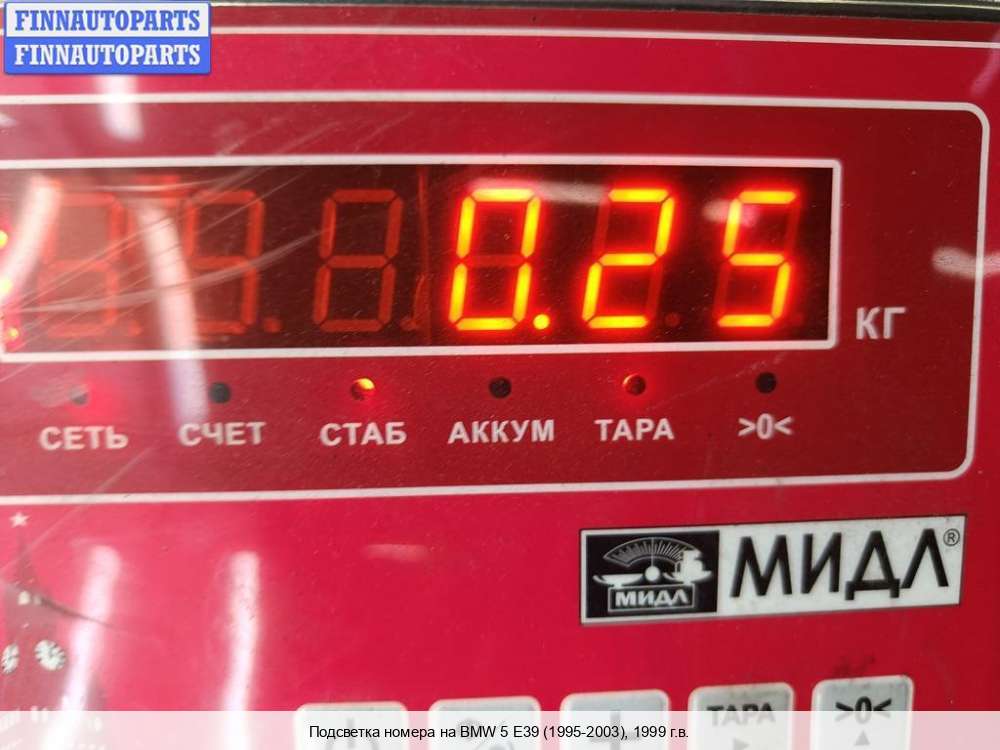 FINNAUTOPARTS
FINNAUTOPARTS
0.25
КГ
СЕТЬ СЧЕТ СТАБ АККУМ ТАРА >0<
МИДЛ МИДЛ®
ТАРА >0<
Подсветка номера на BMW 5 E39 (1995-2003), 1999 г.в.